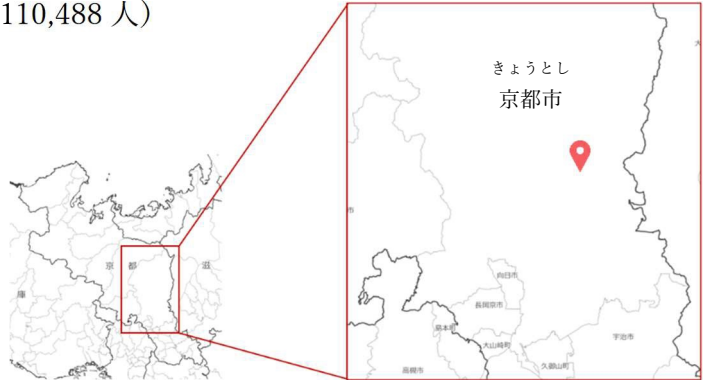 110,488 人)
きょうとし
京都市
市
向日市
長岡京市
島本町
大山崎町
宇治市
久御山町
高槻市
京 都
滋
庫